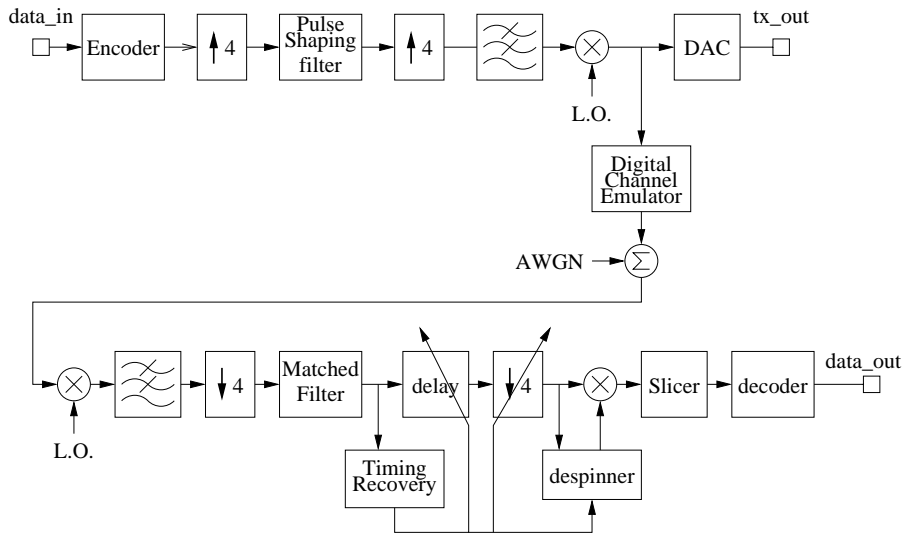 data_in
Encoder
4
Pulse
Shaping
filter
4
L.O.
DAC
tx_out
Digital
Channel
Emulator
AWGN
Σ
L.O.
4
Matched
Filter
delay
4
Slicer
decoder
data_out
Timing
Recovery
despinner